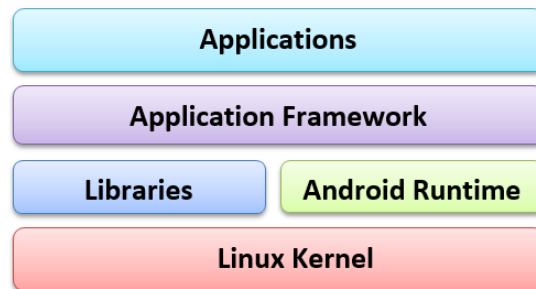 Applications
Application Framework
Libraries
Android Runtime
Linux Kernel